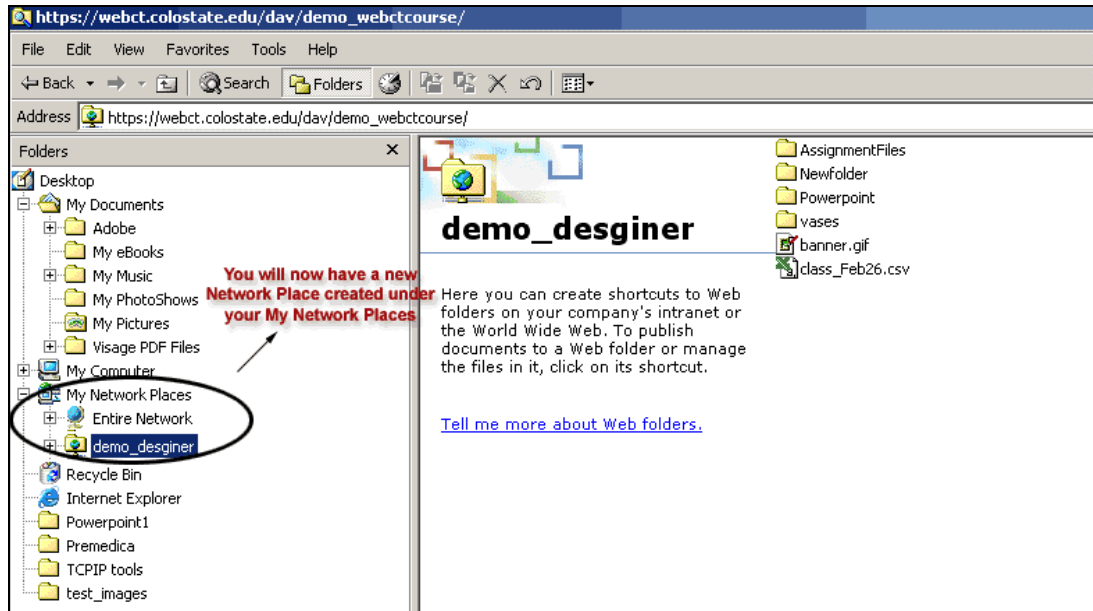 https://webct.colostate.edu/dav/demo_webctcourse/
File Edit View Favorites Tools Help
Back Search Folders
Address https://webct.colostate.edu/dav/demo_webctcourse/
Folders
Desktop
My Documents
Adobe
My eBooks
My Music
My PhotoShows
My Pictures
Visage PDF Files
My Computer
My Network Places
Entire Network
demo_desginer
Recycle Bin
Internet Explorer
Powerpoint1
Premedica
TCPIP tools
test_images
You will now have a new
Network Place created under
your My Network Places
demo_desginer
Here you can create shortcuts to Web
folders on your company's intranet or
the World Wide Web. To publish
documents to a Web folder or manage
the files in it, click on its shortcut.
Tell me more about Web folders.
AssignmentFiles
Newfolder
Powerpoint
vases
banner.gif
class_Feb26.csv